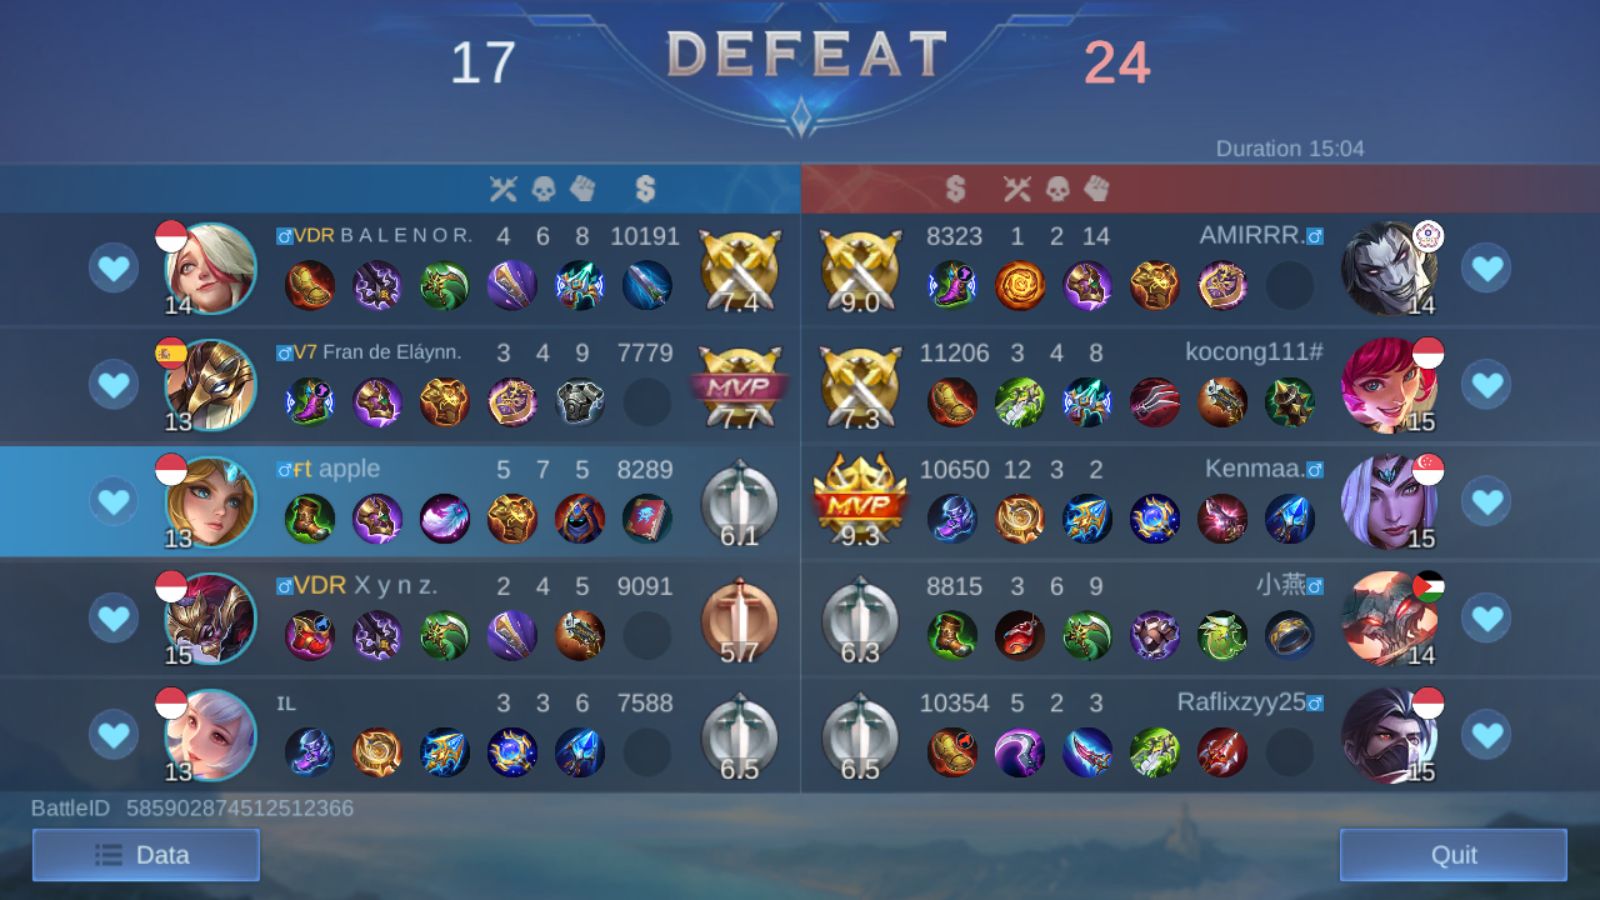 17 DEFEAT 24
Duration 15:04
VDR B A L E N O R. 4 6 8 10191
14 7.4
8323 1 2 14 AMIRRR.
9.0 14
V7 Fran de Eláynn. 3 4 9 7779
MVP
13 7.7
11206 3 4 8 kocong111#
7.3 15
Ft apple 5 7 5 8289
13 6.1
10650 12 3 2 Kenmaa.
MVP
9.3 15
VDR X y n z. 2 4 5 9091
15 5.7
8815 3 6 9 小燕
6.3 14
IL 3 3 6 7588
13 6.5
10354 5 2 3 Raflixzyy25
6.5 15
BattleID 585902874512512366
Data
Quit